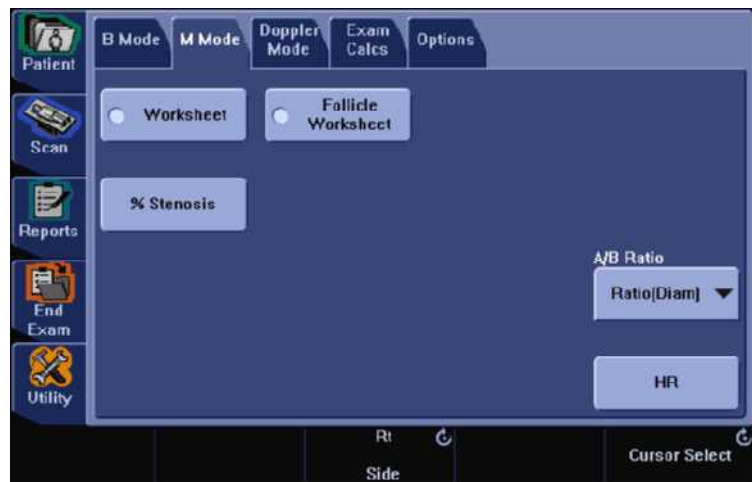 Patient
B Mode
M Mode
Doppler
Mode
Exam
Calcs
Options
Scan
Worksheet
Follicle
Worksheet
Reports
% Stenosis
End
Exam
A/B Ratio
Ratio(Diam)
Utility
HR
Rt
Side
Cursor Select